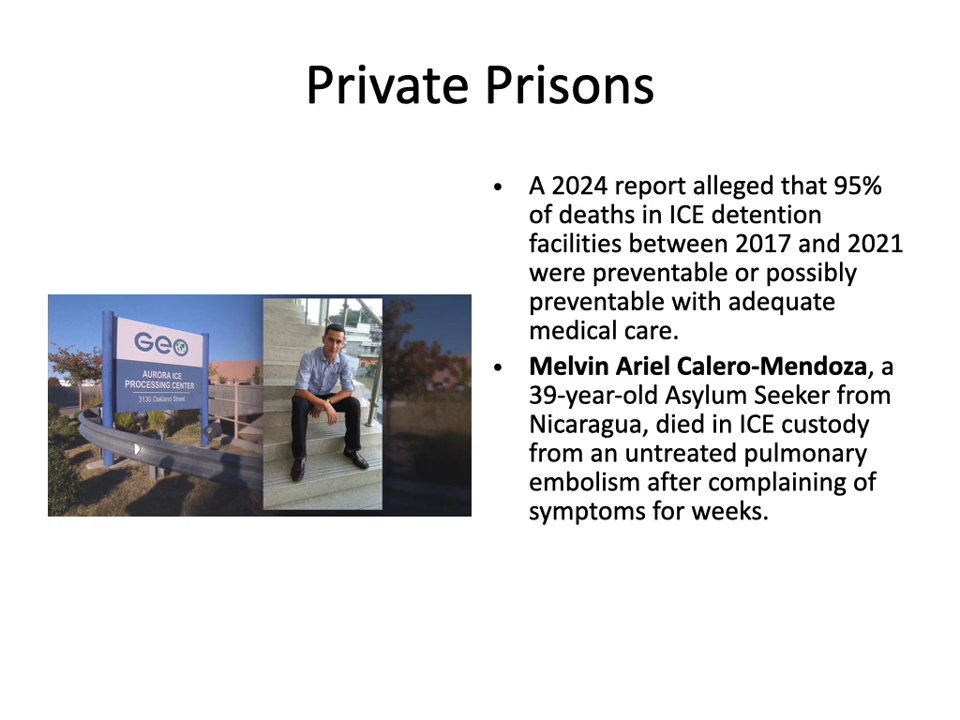 Private Prisons
• A 2024 report alleged that 95%
of deaths in ICE detention
facilities between 2017 and 2021
were preventable or possibly
preventable with adequate
medical care.
• Melvin Ariel Calero-Mendoza, a
39-year-old Asylum Seeker from
Nicaragua, died in ICE custody
from an untreated pulmonary
embolism after complaining of
symptoms for weeks.
GEO
AURORA ICE
PROCESSING CENTER
3130 Oakland Street